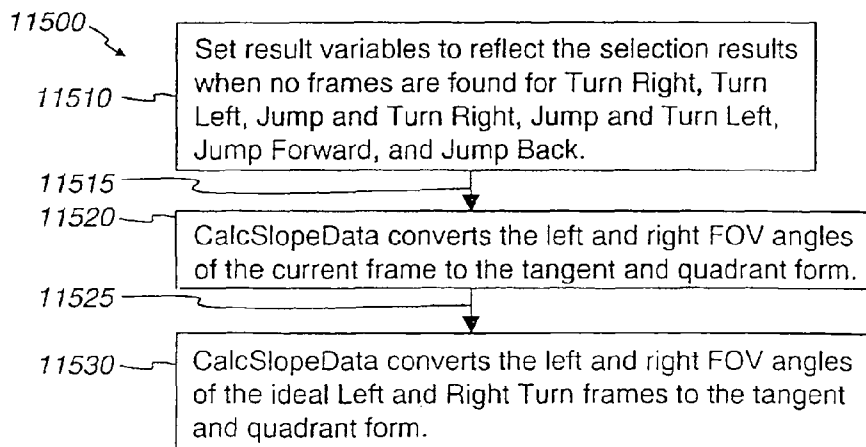 11500
11510
Set result variables to reflect the selection results
when no frames are found for Turn Right, Turn
Left, Jump and Turn Right, Jump and Turn Left,
Jump Forward, and Jump Back.
11515
11520
CalcSlopeData converts the left and right FOV angles
of the current frame to the tangent and quadrant form.
11525
11530
CalcSlopeData converts the left and right FOV angles
of the ideal Left and Right Turn frames to the tangent
and quadrant form.